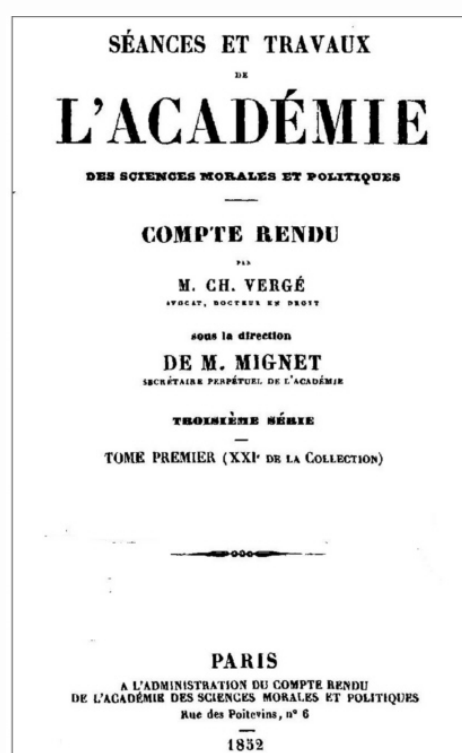 SÉANCES ET TRAVAUX
DE
L'ACADÉMIE
DES SCIENCES MORALES ET POLITIQUES
COMPTE RENDU
PAR
M. CH. VERGÉ
AVOCAT, DOCTEUR EN DROIT
sous la direction
DE M. MIGNET
SECRÉTAIRE PERPÉTUEL DE L'ACADÉMIE
TROISIÈME SÉRIE
TOME PREMIER (XXIᵉ DE LA COLLECTION)
PARIS
A L'ADMINISTRATION DU COMPTE RENDU
DE L'ACADÉMIE DES SCIENCES MORALES ET POLITIQUES
Rue des Poitevins, nº 6
1852